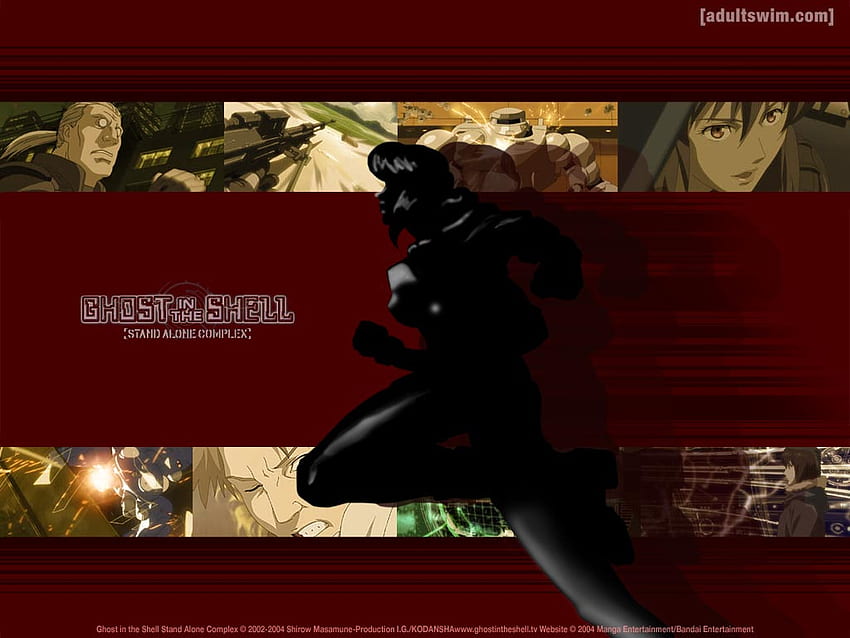 [adultswim.com]
GHOST IN THE SHELL
[STAND ALONE COMPLEX]
Ghost in the Shell Stand Alone Complex © 2002-2004 Shirow Masamune-Production I.G./KODANSHAwww.ghostintheshell.tv Website © 2004 Manga Entertainment/Bandai Entertainment